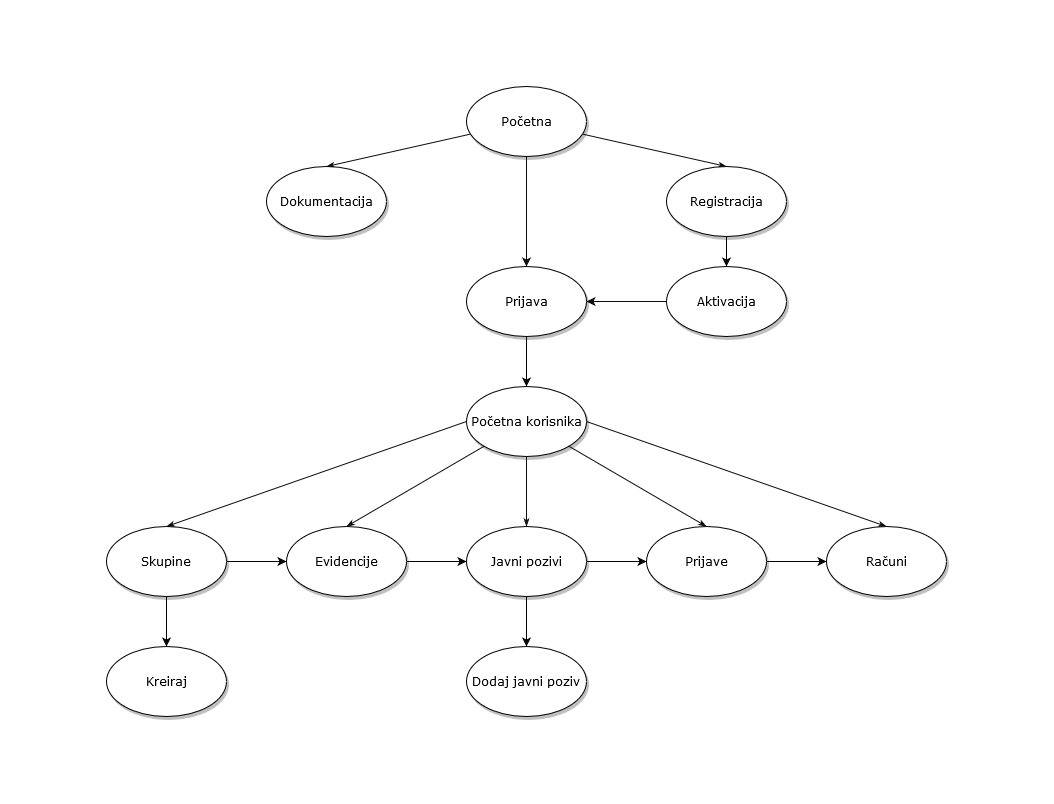 Početna
Dokumentacija
Registracija
Prijava
Aktivacija
Početna korisnika
Skupine
Evidencije
Javni pozivi
Prijave
Računi
Kreiraj
Dodaj javni poziv